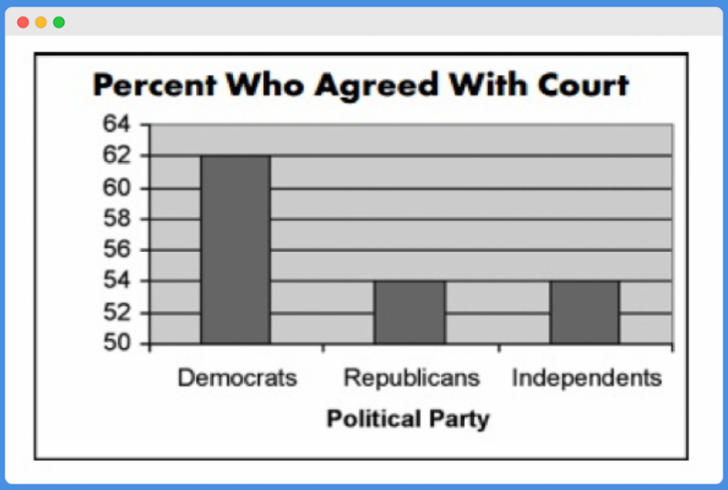 Percent Who Agreed With Court
64
62
60
58
56
54
52
50
Democrats Republicans Independents
Political Party